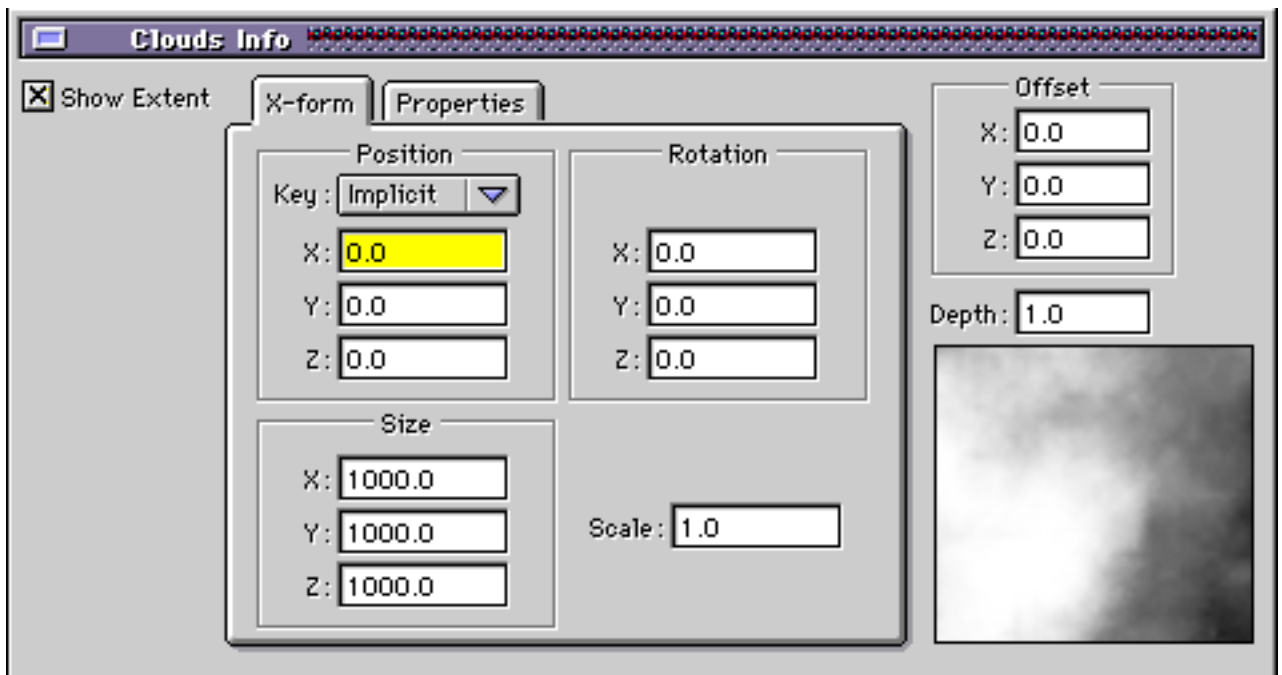 Clouds Info
Show Extent
X-form
Properties
Position
Key: Implicit
X: 0.0
Y: 0.0
Z: 0.0
Rotation
X: 0.0
Y: 0.0
Z: 0.0
Size
X: 1000.0
Y: 1000.0
Z: 1000.0
Scale: 1.0
Offset
X: 0.0
Y: 0.0
Z: 0.0
Depth: 1.0